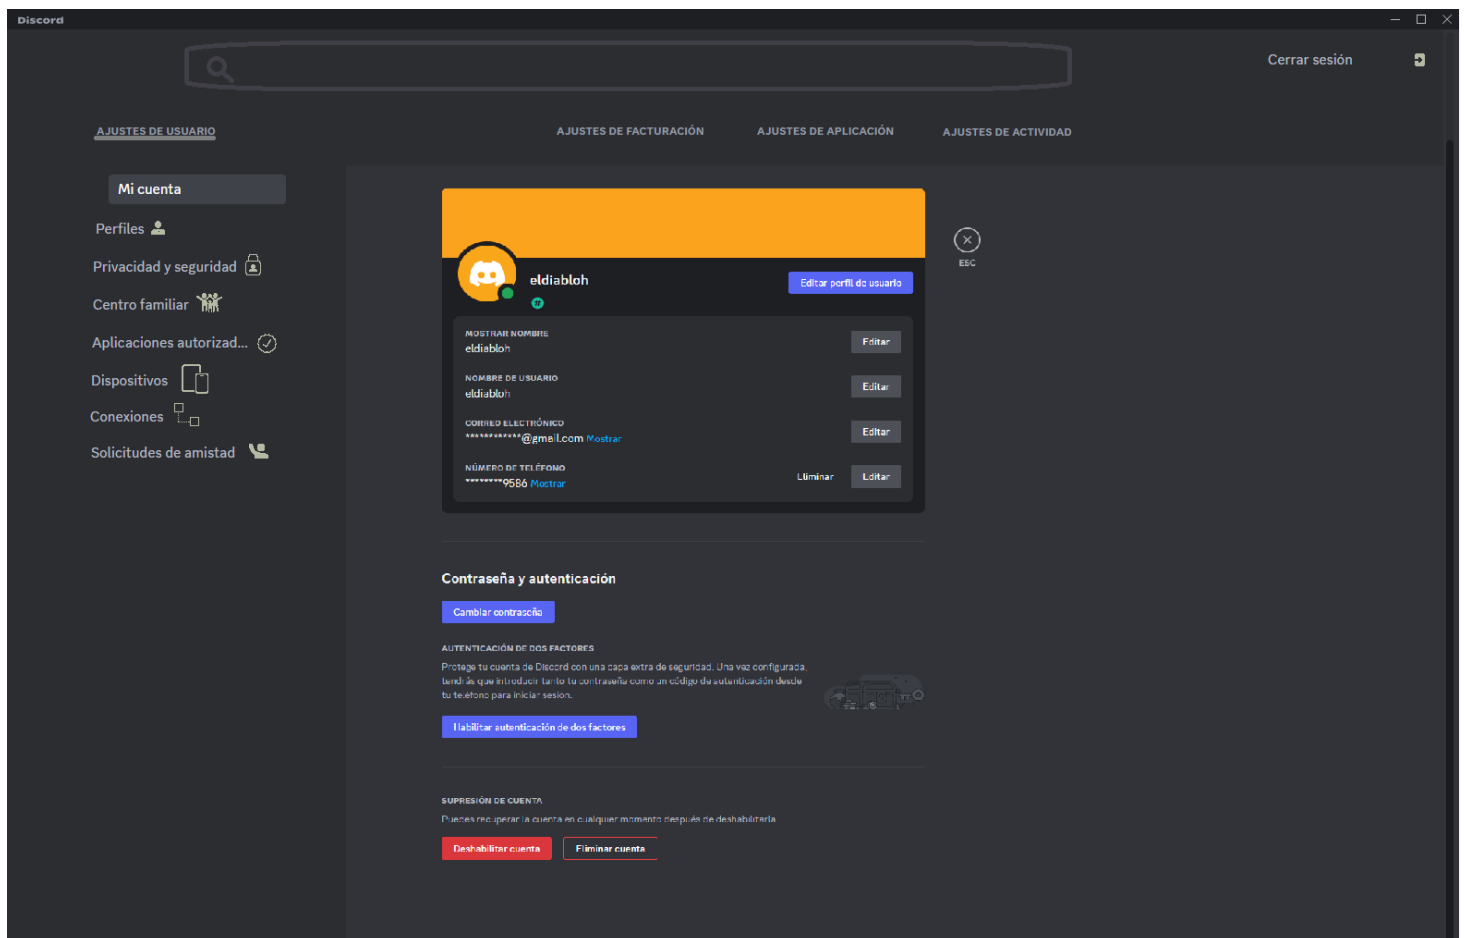 Discord
Cerrar sesión
AJUSTES DE USUARIO
AJUSTES DE FACTURACIÓN
AJUSTES DE APLICACIÓN
AJUSTES DE ACTIVIDAD
Mi cuenta
Perfiles
Privacidad y seguridad
Centro familiar
Aplicaciones autorizad...
Dispositivos
Conexiones
Solicitudes de amistad
ESC
eldiabloh
Editar perfil de usuario
#
MOSTRAR NOMBRE
eldiabloh
Editar
NOMBRE DE USUARIO
eldiabloh
Editar
CORREO ELECTRÓNICO
************@gmail.com Mostrar
Editar
NÚMERO DE TELÉFONO
********9586 Mostrar
Eliminar
Editar
Contraseña y autenticación
Cambiar contraseña
AUTENTICACIÓN DE DOS FACTORES
Protege tu cuenta de Discord con una capa extra de seguridad. Una vez configurada,
tendrás que introducir tanto tu contraseña como un código de autenticación desde
tu teléfono para iniciar sesión.
Habilitar autenticación de dos factores
SUPRESIÓN DE CUENTA
Puedes recuperar la cuenta en cualquier momento después de deshabilitarla
Deshabilitar cuenta
Eliminar cuenta